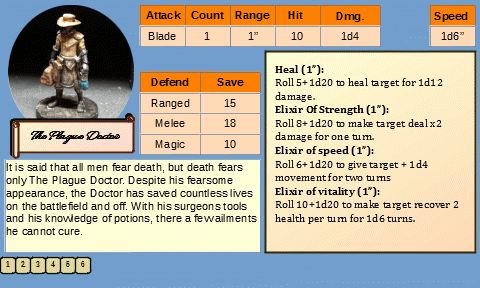 Attack Count Range Hit Dmg. Speed
Blade 1 1” 10 1d4 1d6”
Defend Save
Ranged 15
Melee 18
Magic 10
The Plague Doctor
Heal (1”):
Roll 5+1d20 to heal target for 1d12
damage.
Elixir Of Strength (1”):
Roll 8+1d20 to make target deal x2
damage for one turn.
Elixir of speed (1”):
Roll 6+1d20 to give target + 1d4
movement for two turns
Elixir of vitality (1”):
Roll 10+1d20 to make target recover 2
health per turn for 1d6 turns.
It is said that all men fear death, but death fears
only The Plague Doctor. Despite his fearsome
appearance, the Doctor has saved countless lives
on the battlefield and off. With his surgeons tools
and his knowledge of potions, there a few ailments
he cannot cure.
1 2 3 4 5 6